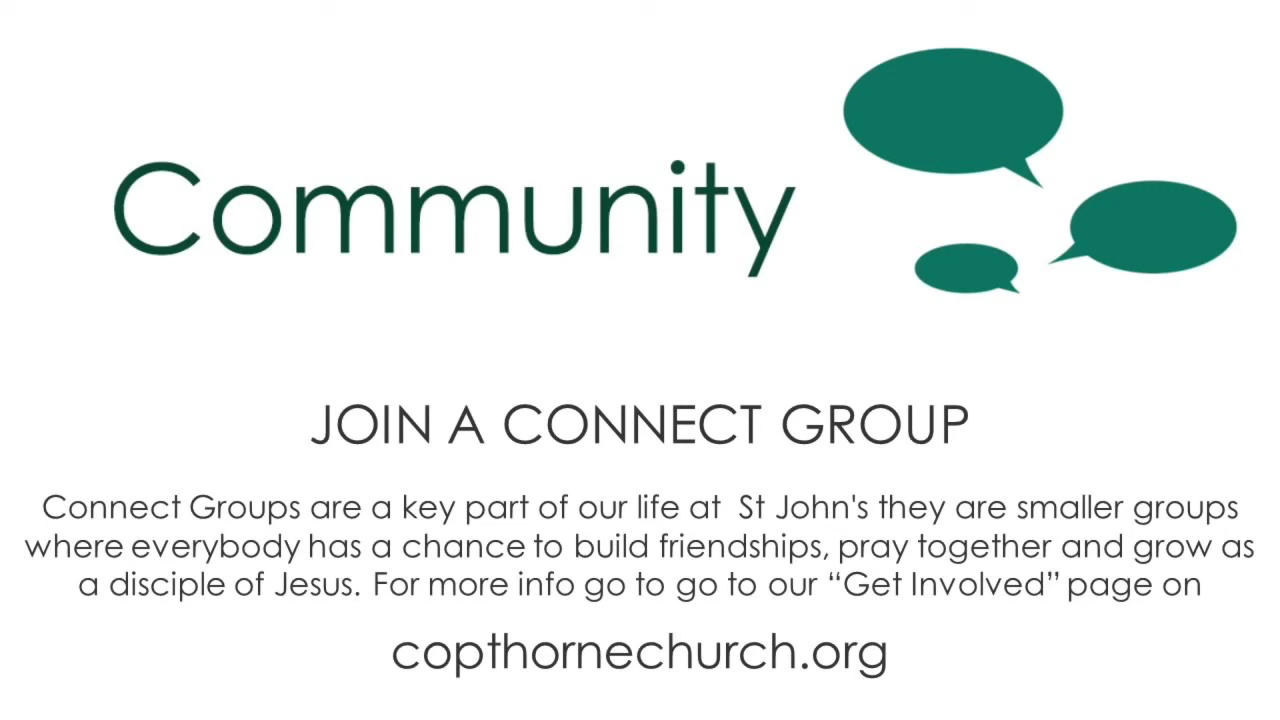 Community
JOIN A CONNECT GROUP
Connect Groups are a key part of our life at  St John's they are smaller groups
where everybody has a chance to build friendships, pray together and grow as
a disciple of Jesus. For more info go to go to our “Get Involved” page on
copthornechurch.org